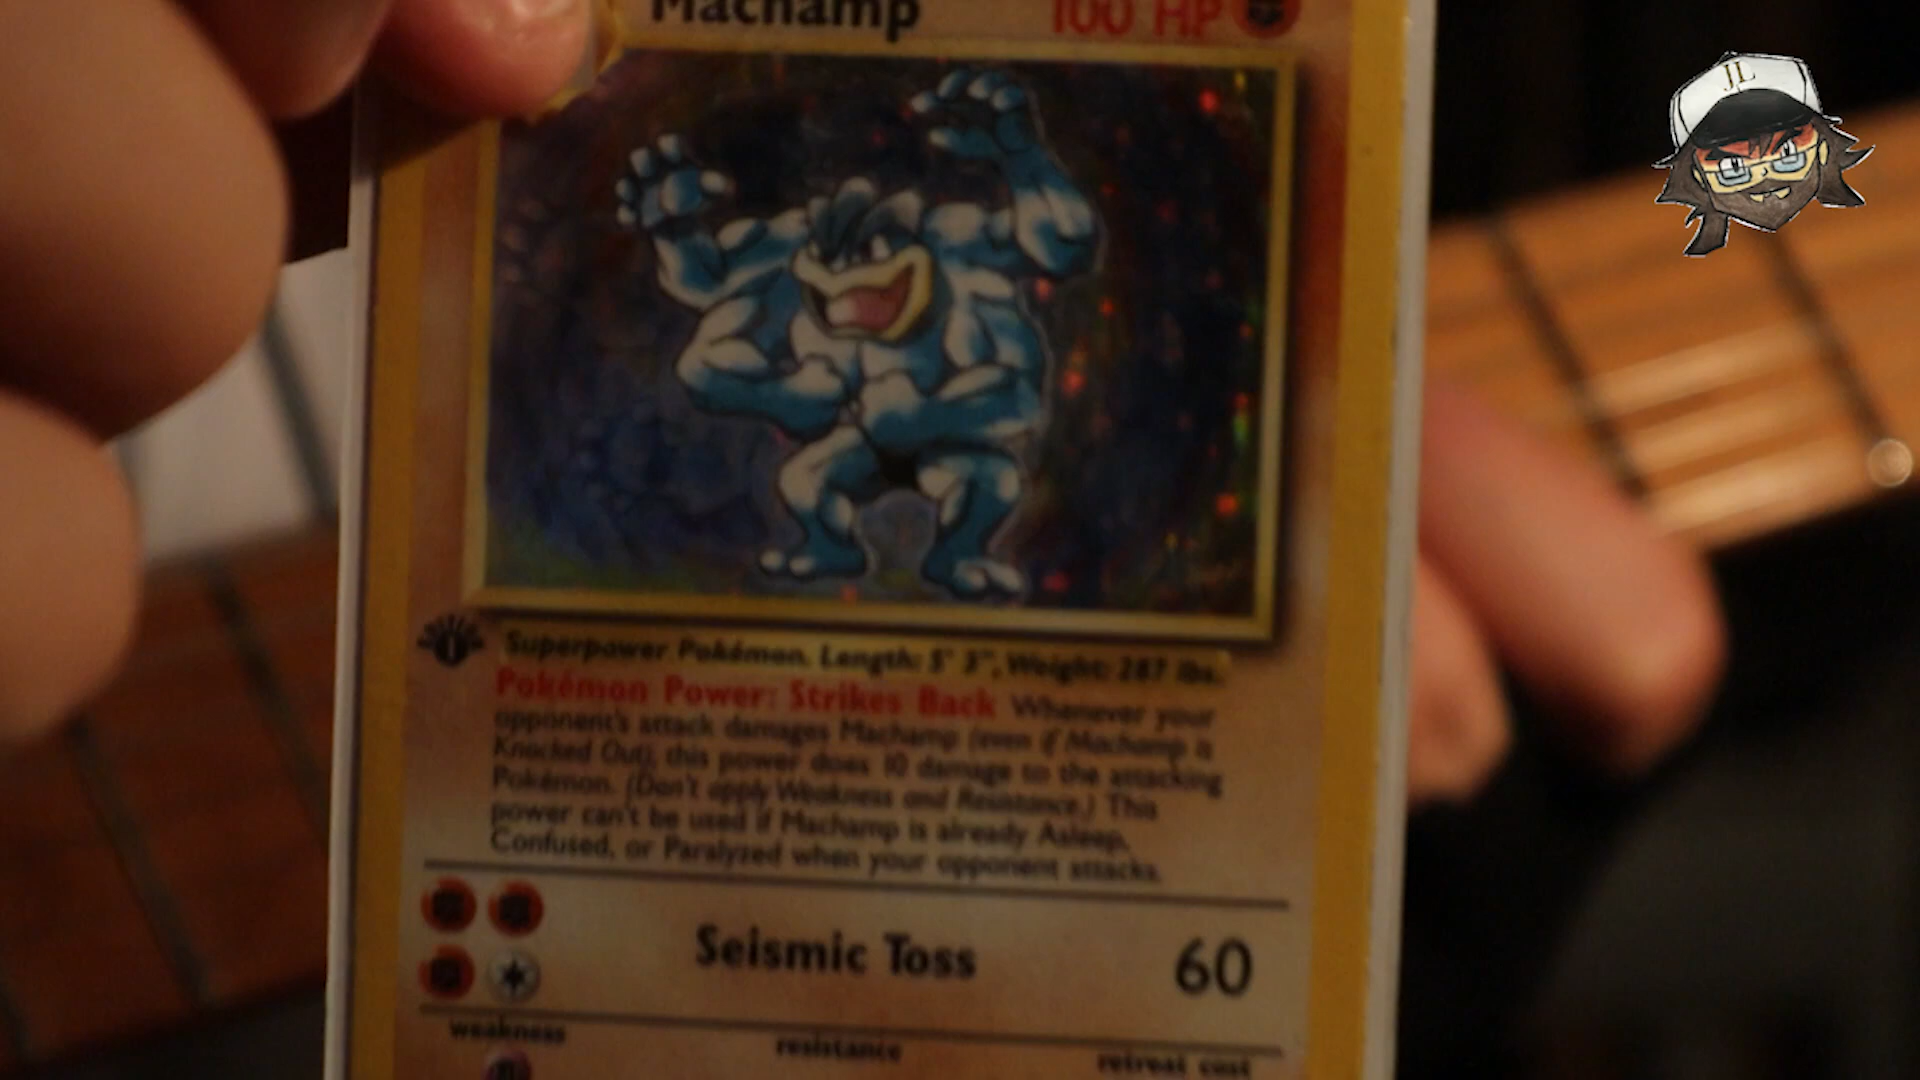 Machamp 100 HP
JL
Superpower Pokémon. Length: 5' 3", Weight: 287 lbs.
Pokémon Power: Strikes Back Whenever your
opponent's attack damages Machamp (even if Machamp is
Knocked Out), this power does 10 damage to the attacking
Pokémon. (Don't apply Weakness and Resistance.) This
power can't be used if Machamp is already Asleep,
Confused, or Paralyzed when your opponent attacks.
Seismic Toss 60
weakness resistance retreat cost